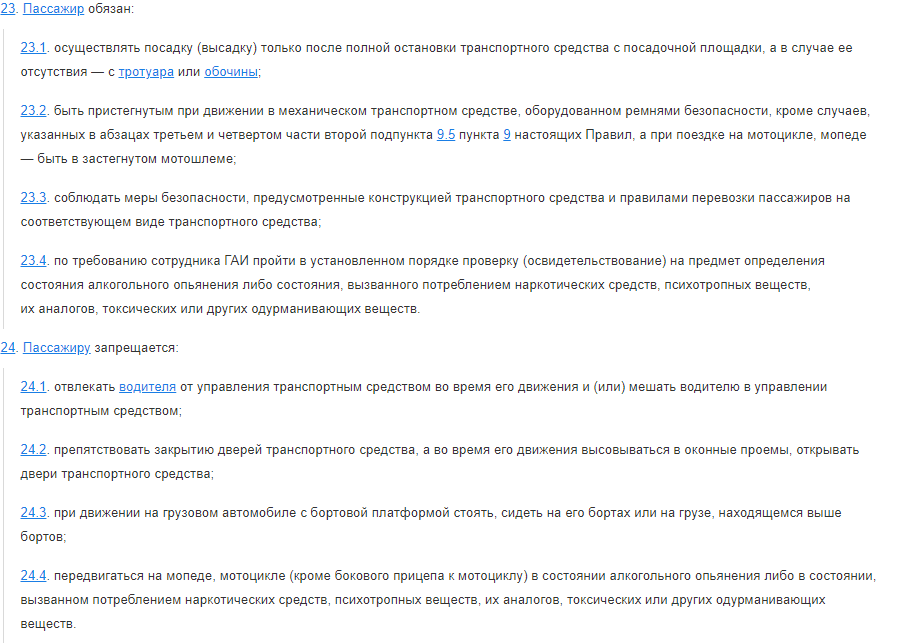 23. Пассажир обязан:
23.1. осуществлять посадку (высадку) только после полной остановки транспортного средства с посадочной площадки, а в случае ее
отсутствия — с тротуара или обочины;
23.2. быть пристегнутым при движении в механическом транспортном средстве, оборудованном ремнями безопасности, кроме случаев,
указанных в абзацах третьем и четвертом части второй подпункта 9.5 пункта 9 настоящих Правил, а при поездке на мотоцикле, мопеде
— быть в застегнутом мотошлеме;
23.3. соблюдать меры безопасности, предусмотренные конструкцией транспортного средства и правилами перевозки пассажиров на
соответствующем виде транспортного средства;
23.4. по требованию сотрудника ГАИ пройти в установленном порядке проверку (освидетельствование) на предмет определения
состояния алкогольного опьянения либо состояния, вызванного потреблением наркотических средств, психотропных веществ,
их аналогов, токсических или других одурманивающих веществ.
24. Пассажиру запрещается:
24.1. отвлекать водителя от управления транспортным средством во время его движения и (или) мешать водителю в управлении
транспортным средством;
24.2. препятствовать закрытию дверей транспортного средства, а во время его движения высовываться в оконные проемы, открывать
двери транспортного средства;
24.3. при движении на грузовом автомобиле с бортовой платформой стоять, сидеть на его бортах или на грузе, находящемся выше
бортов;
24.4. передвигаться на мопеде, мотоцикле (кроме бокового прицепа к мотоциклу) в состоянии алкогольного опьянения либо в состоянии,
вызванном потреблением наркотических средств, психотропных веществ, их аналогов, токсических или других одурманивающих
веществ.